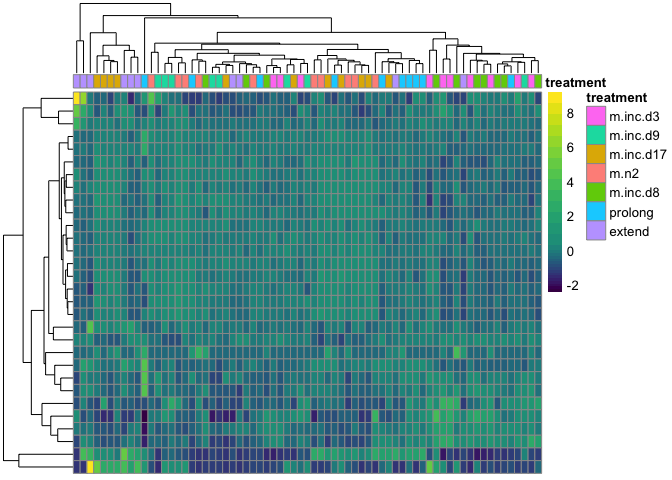 treatment
treatment
8
6
4
2
0
-2
m.inc.d3
m.inc.d9
m.inc.d17
m.n2
m.inc.d8
prolong
extend